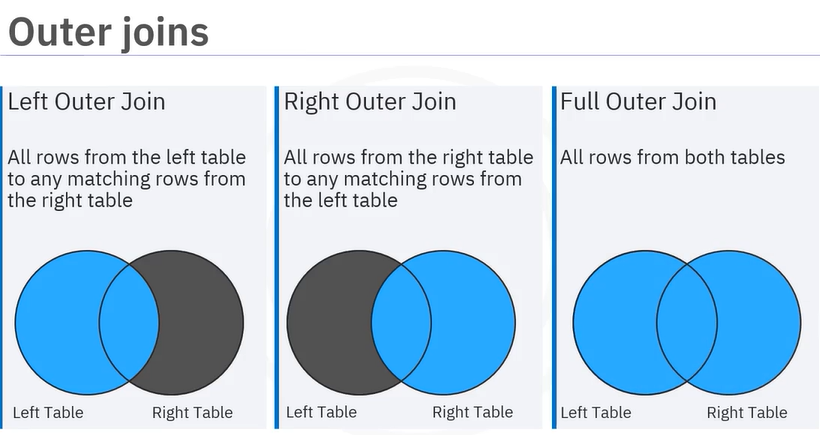 Outer joins
Left Outer Join
All rows from the left table
to any matching rows from
the right table
Left Table
Right Table
Right Outer Join
All rows from the right table
to any matching rows from
the left table
Left Table
Right Table
Full Outer Join
All rows from both tables
Left Table
Right Table